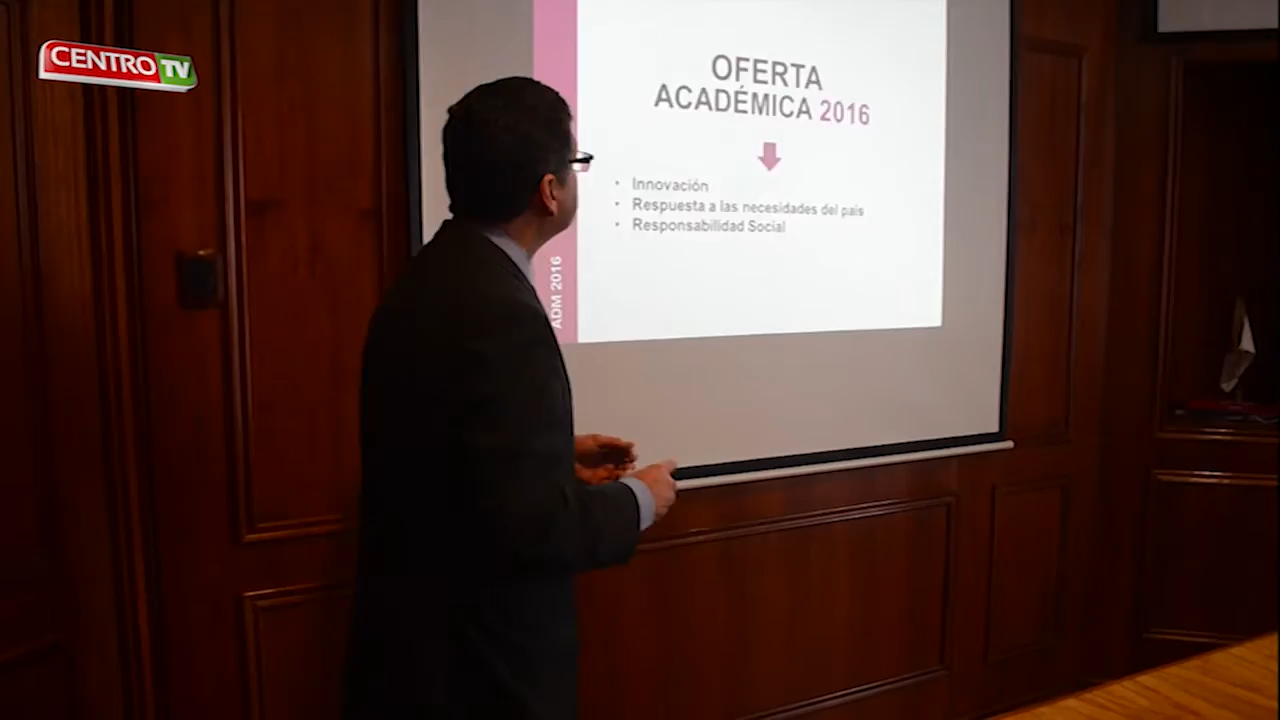 CENTRO TV
OFERTA
ACADÉMICA 2016
• Innovación
• Respuesta a las necesidades del país
• Responsabilidad Social
ADM 2016